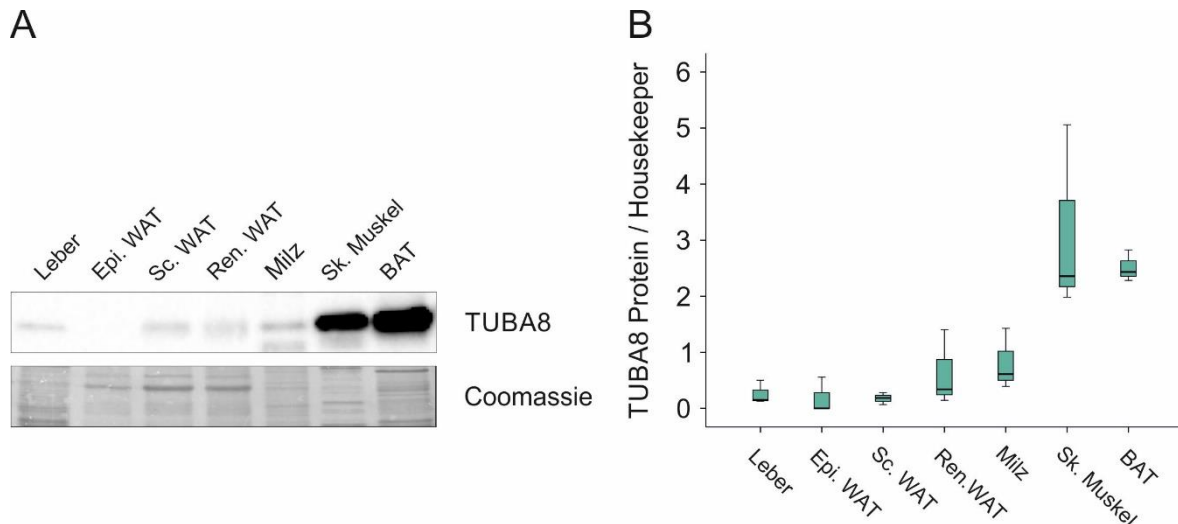 A
Leber
Epi. WAT
Sc. WAT
Ren. WAT
Milz
Sk. Muskel
BAT
TUBA8
Coomassie
B
TUBA8 Protein / Housekeeper
6
5
4
3
2
1
0
Leber
Epi. WAT
Sc. WAT
Ren. WAT
Milz
Sk. Muskel
BAT